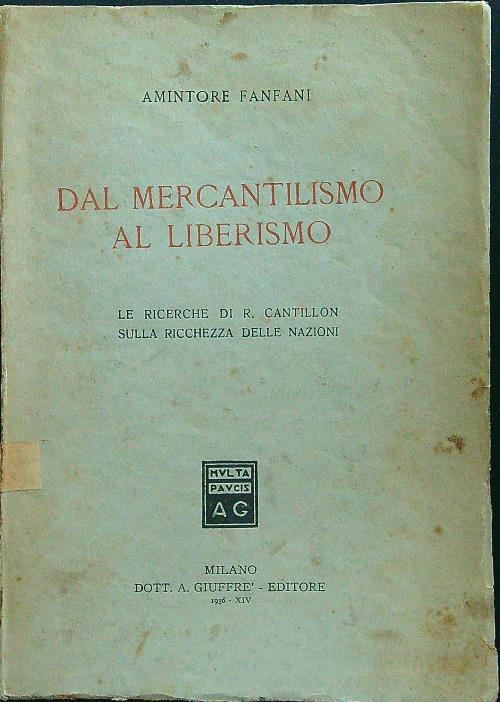 AMINTORE FANFANI
DAL MERCANTILISMO
AL LIBERISMO
LE RICERCHE DI R. CANTILLON
SULLA RICCHEZZA DELLE NAZIONI
MVLTA
PAVCIS
AG
MILANO
DOTT. A. GIUFFRE' - EDITORE
1936 - XIV